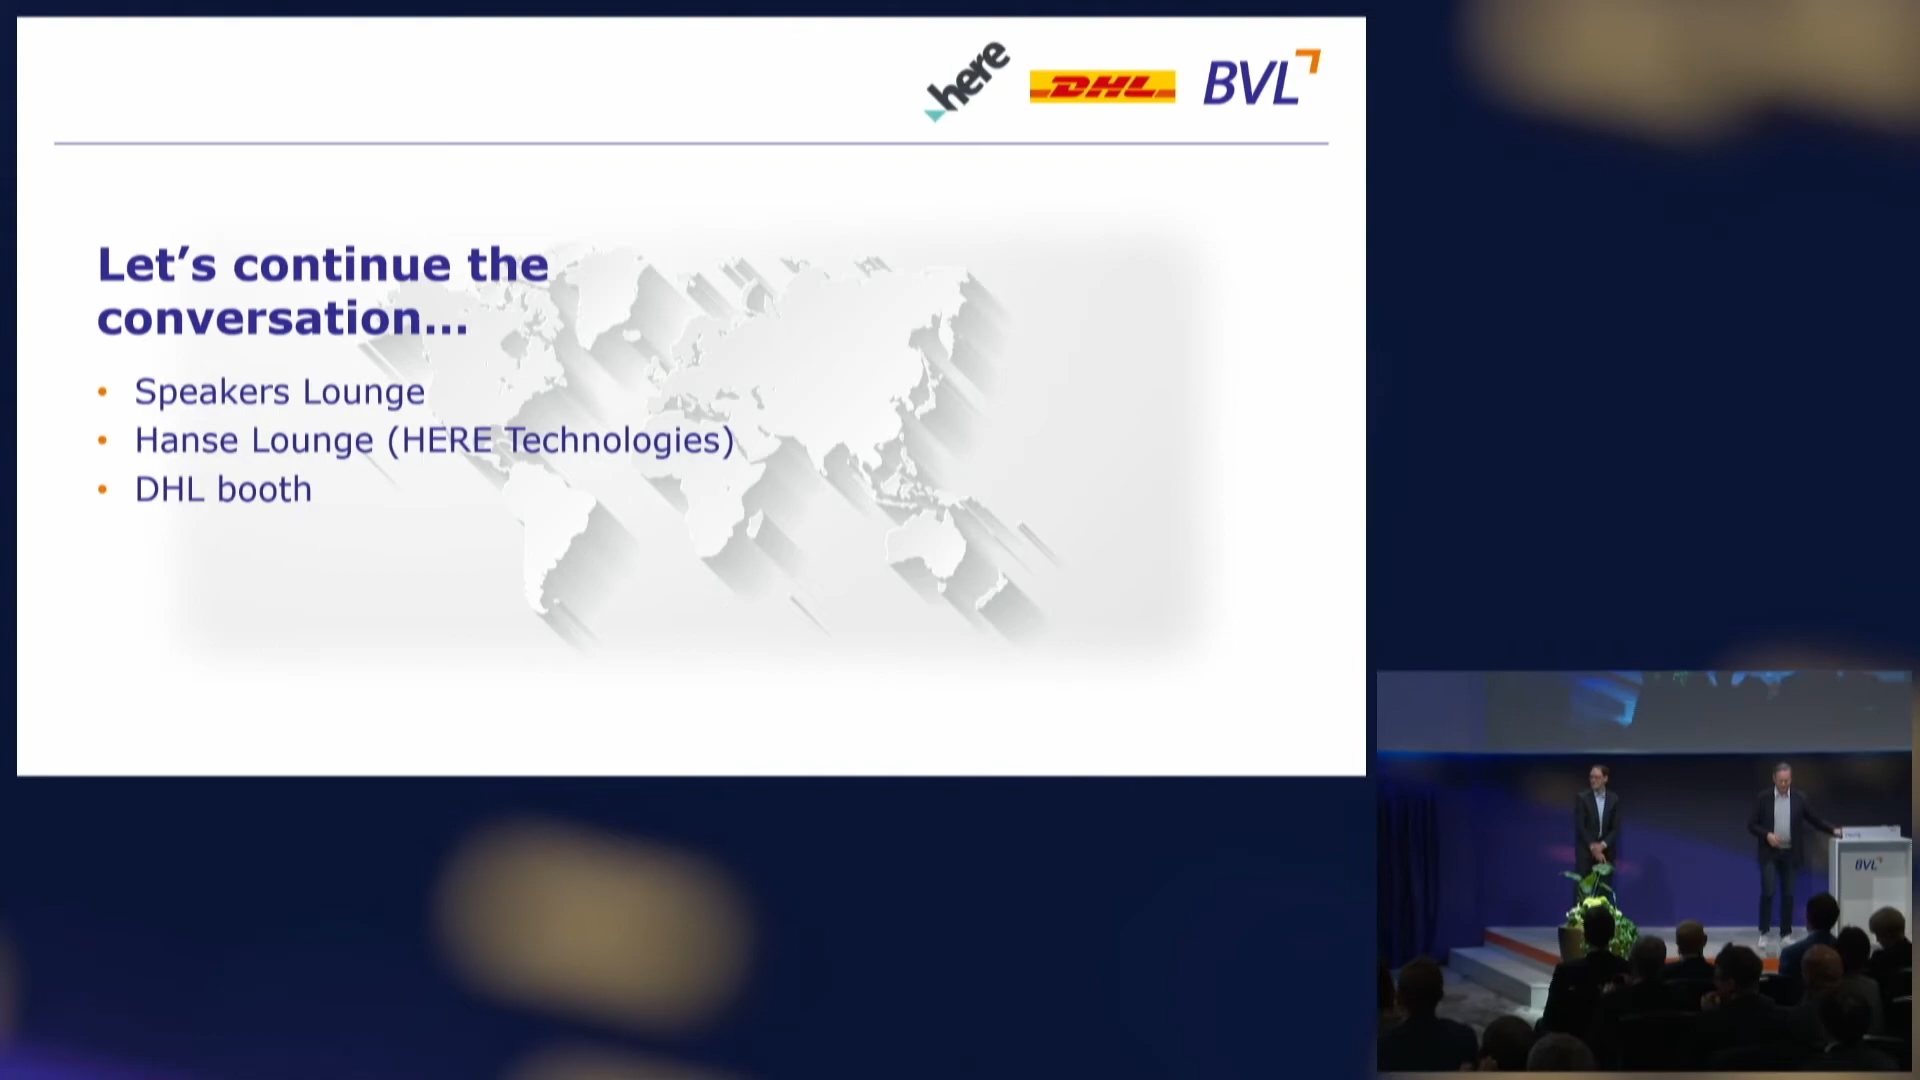 here
DHL
BVL
Let’s continue the
conversation...
• Speakers Lounge
• Hanse Lounge (HERE Technologies)
• DHL booth
BVL